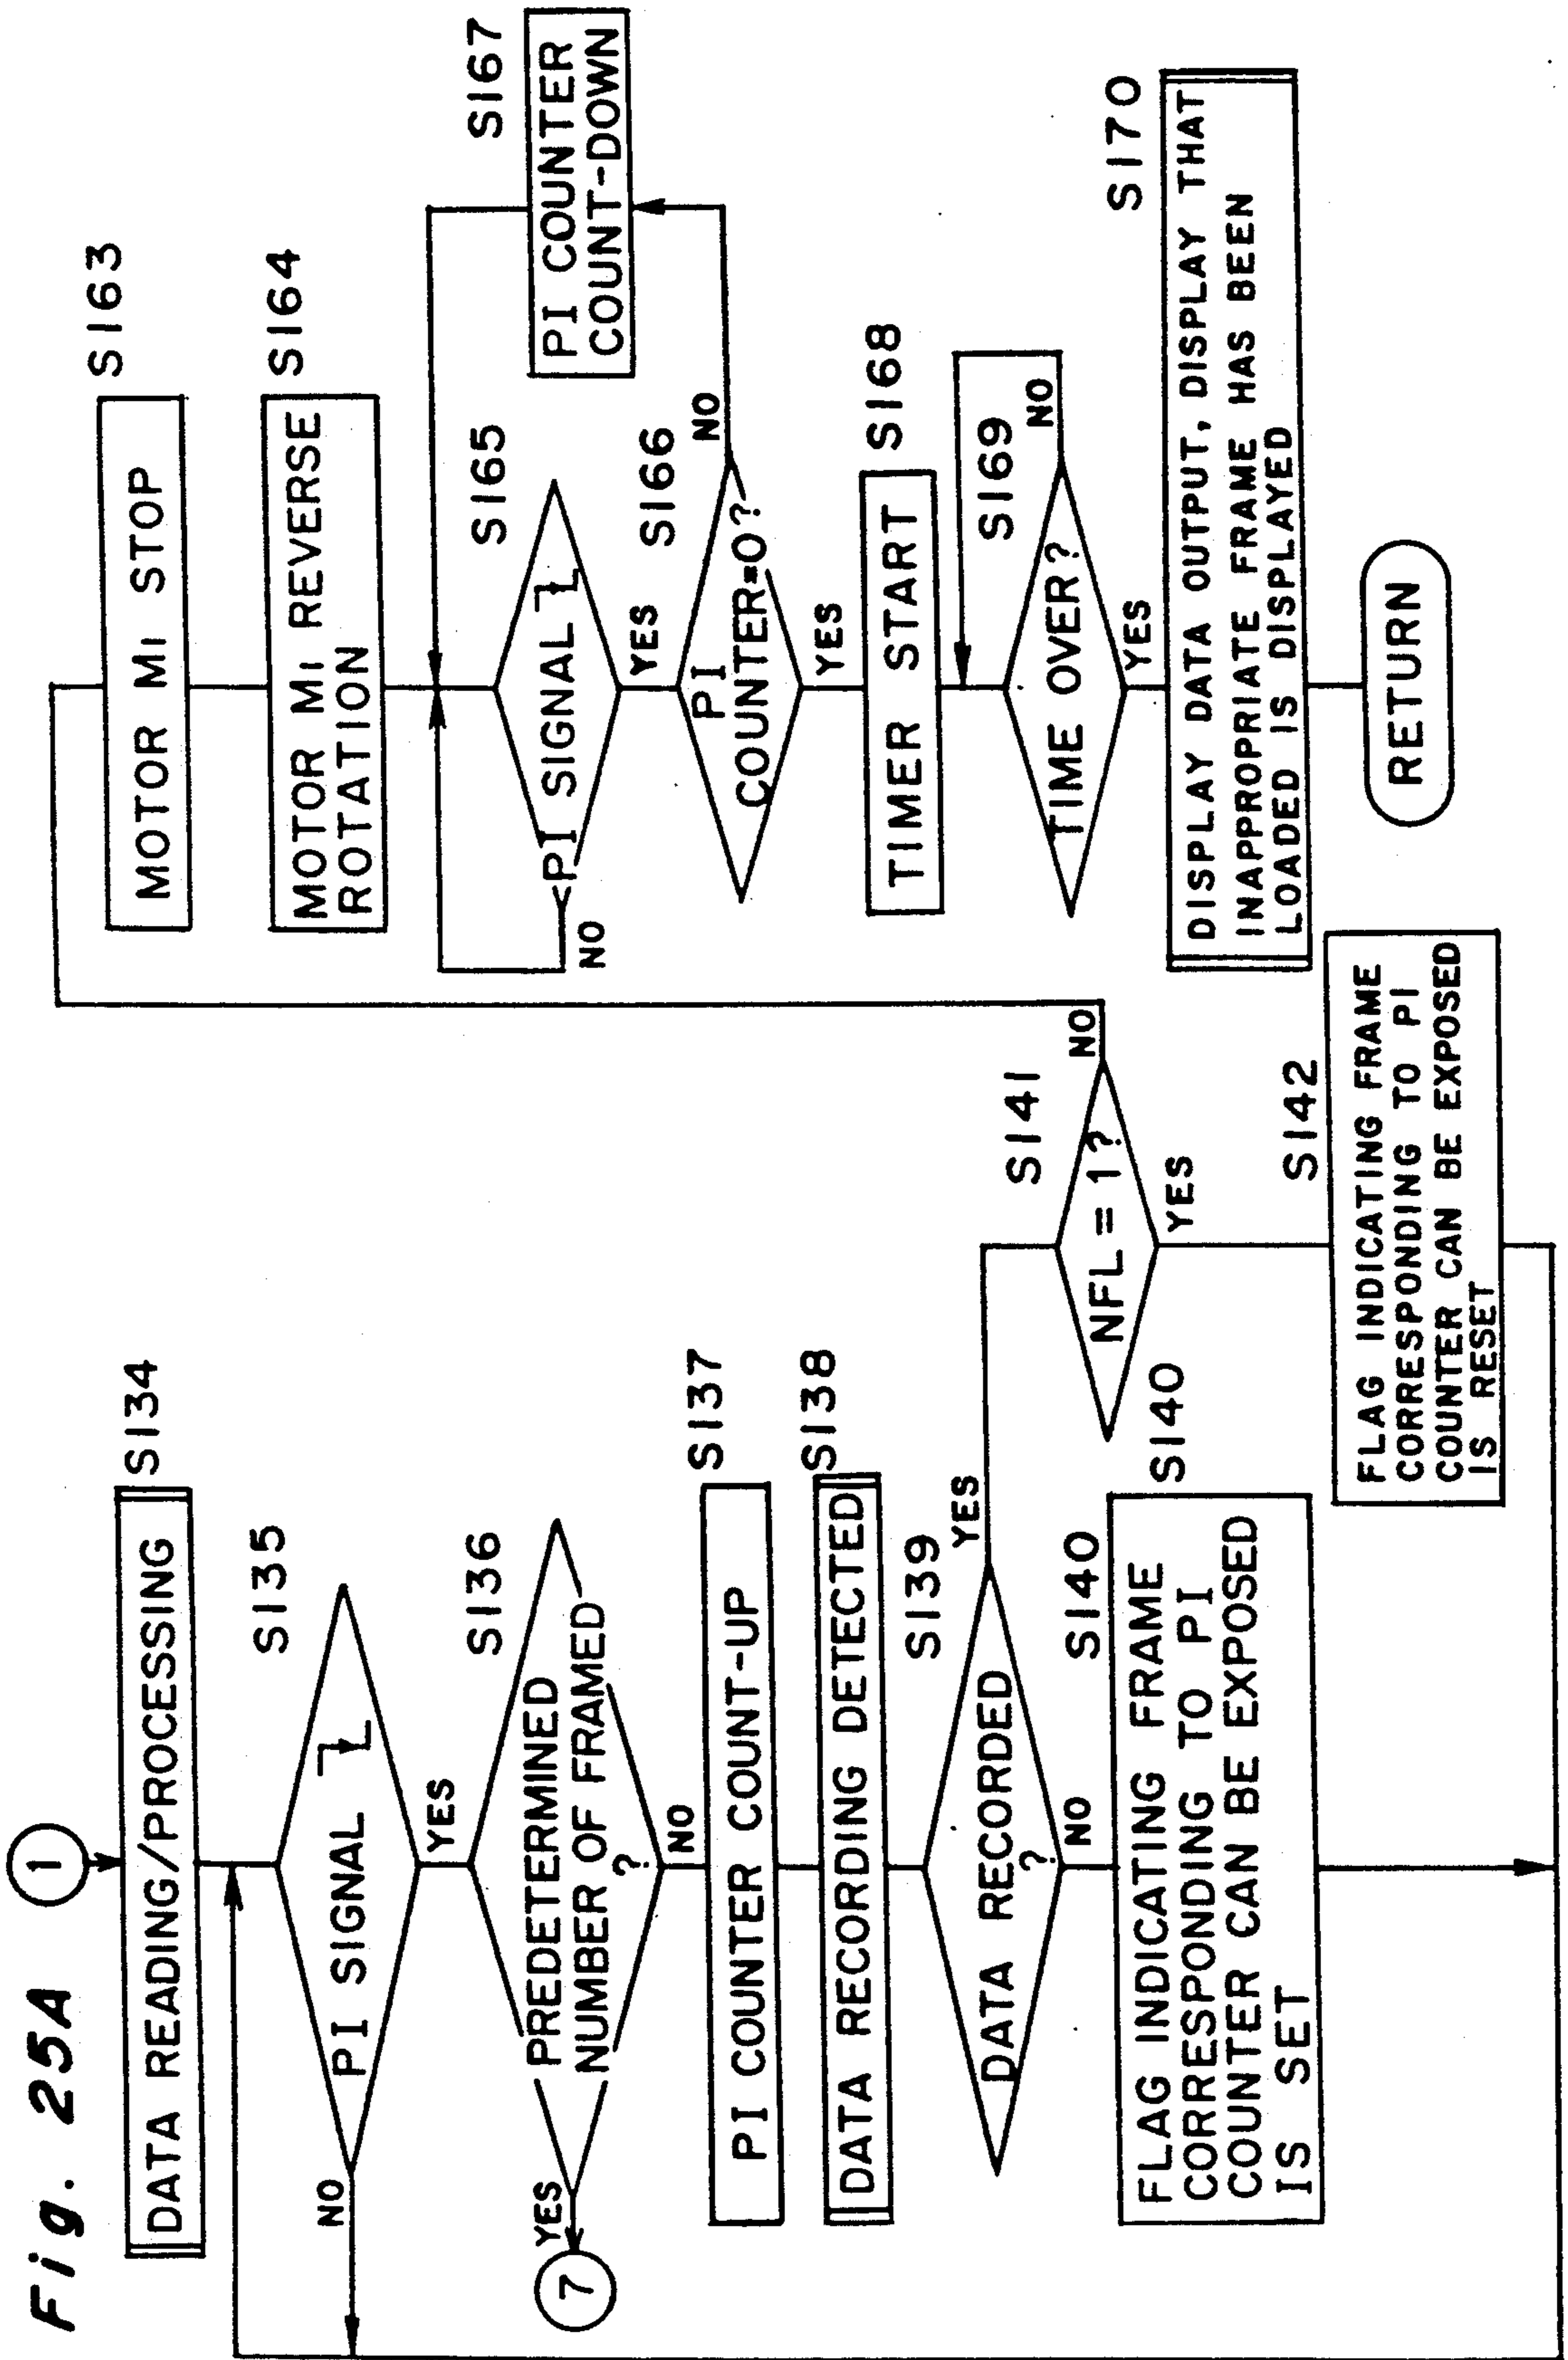 Fig. 25A
1
DATA READING/PROCESSING
S134
PI SIGNAL
S135
NO
YES
PREDETERMINED
NUMBER OF FRAMED
?
S136
YES
7
NO
PI COUNTER COUNT-UP
S137
DATA RECORDING DETECTED
S138
DATA RECORDED
?
S139
YES
NO
S140
FLAG INDICATING FRAME
CORRESPONDING TO PI
COUNTER CAN BE EXPOSED
IS SET
S140
NFL = 1?
S141
NO
YES
S142
FLAG INDICATING FRAME
CORRESPONDING TO PI
COUNTER CAN BE EXPOSED
IS RESET
MOTOR M1 STOP
S163
MOTOR M1 REVERSE
ROTATION
S164
PI SIGNAL
S165
NO
YES
PI
COUNTER=0?
S166
NO
YES
PI COUNTER
COUNT-DOWN
S167
TIMER START
S168
TIME OVER?
S169
NO
YES
S170
DISPLAY DATA OUTPUT, DISPLAY THAT
INAPPROPRIATE FRAME HAS BEEN
LOADED IS DISPLAYED
RETURN